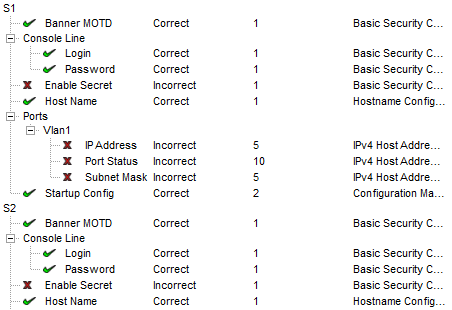 S1
Banner MOTD Correct 1 Basic Security C...
Console Line
Login Correct 1 Basic Security C...
Password Correct 1 Basic Security C...
Enable Secret Incorrect 1 Basic Security C...
Host Name Correct 1 Hostname Config...
Ports
Vlan1
IP Address Incorrect 5 IPv4 Host Addre...
Port Status Incorrect 10 IPv4 Host Addre...
Subnet Mask Incorrect 5 IPv4 Host Addre...
Startup Config Correct 2 Configuration Ma...
S2
Banner MOTD Correct 1 Basic Security C...
Console Line
Login Correct 1 Basic Security C...
Password Correct 1 Basic Security C...
Enable Secret Incorrect 1 Basic Security C...
Host Name Correct 1 Hostname Config...